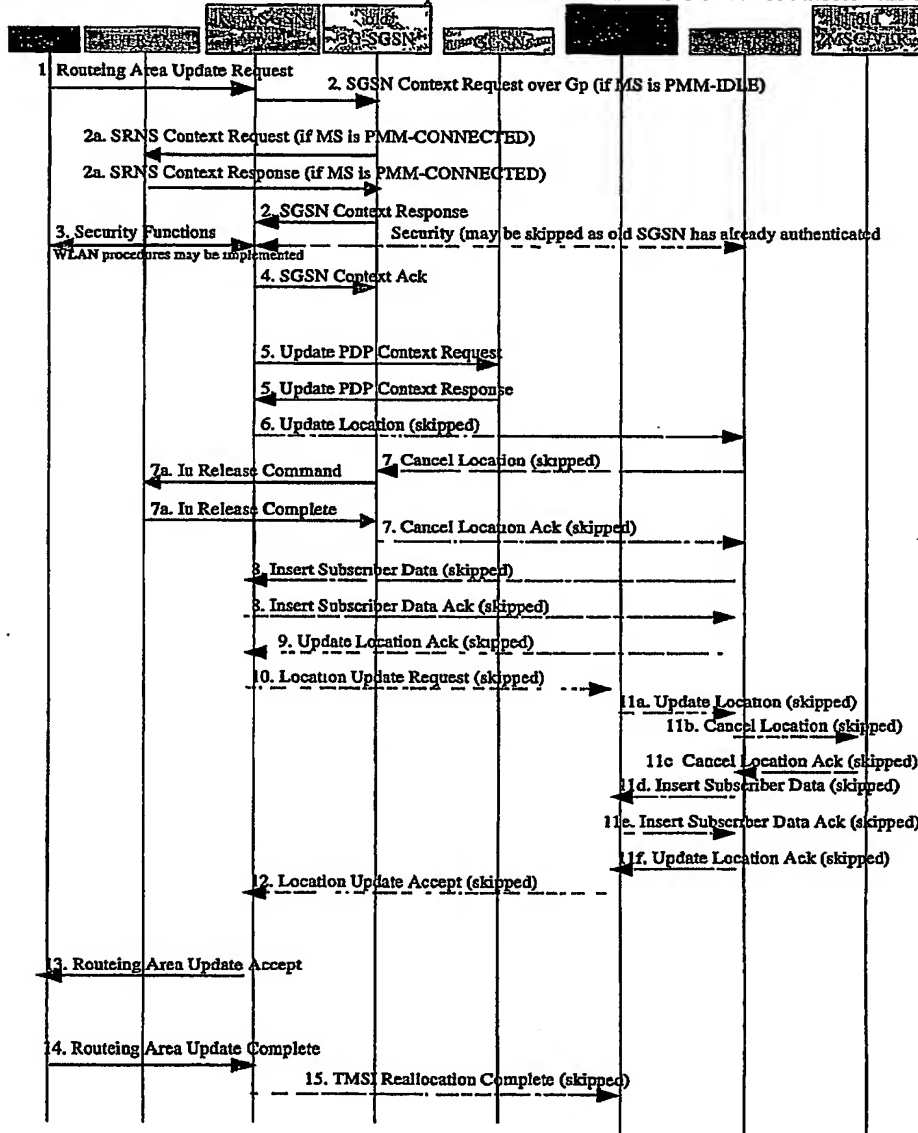 old
SGSN
3G-SGSN
GGSN
old
MSC/VLR
1. Routeing Area Update Request
2. SGSN Context Request over Gp (if MS is PMM-IDLE)
2a. SRNS Context Request (if MS is PMM-CONNECTED)
2a. SRNS Context Response (if MS is PMM-CONNECTED)
2. SGSN Context Response
3. Security Functions
Security (may be skipped as old SGSN has already authenticated
WLAN procedures may be implemented
4. SGSN Context Ack
5. Update PDP Context Request
5. Update PDP Context Response
6. Update Location (skipped)
7. Cancel Location (skipped)
7a. Iu Release Command
7a. Iu Release Complete
7. Cancel Location Ack (skipped)
8. Insert Subscriber Data (skipped)
8. Insert Subscriber Data Ack (skipped)
9. Update Location Ack (skipped)
10. Location Update Request (skipped)
11a. Update Location (skipped)
11b. Cancel Location (skipped)
11c Cancel Location Ack (skipped)
11d. Insert Subscriber Data (skipped)
11e. Insert Subscriber Data Ack (skipped)
11f. Update Location Ack (skipped)
12. Location Update Accept (skipped)
13. Routeing Area Update Accept
14. Routeing Area Update Complete
15. TMSI Reallocation Complete (skipped)